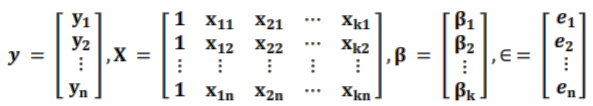 y = [y₁ y₂ ⋮ yₙ], X = [1 x₁₁ x₂₁ ⋯ xₖ₁; 1 x₁₂ x₂₂ ⋯ xₖ₂; ⋮ ⋮ ⋮ ⋮ ⋮; 1 x₁ₙ x₂ₙ ⋯ xₖₙ], β = [β₁ β₂ ⋮ βₖ], ∈= [e₁ e₂ ⋮ eₙ]